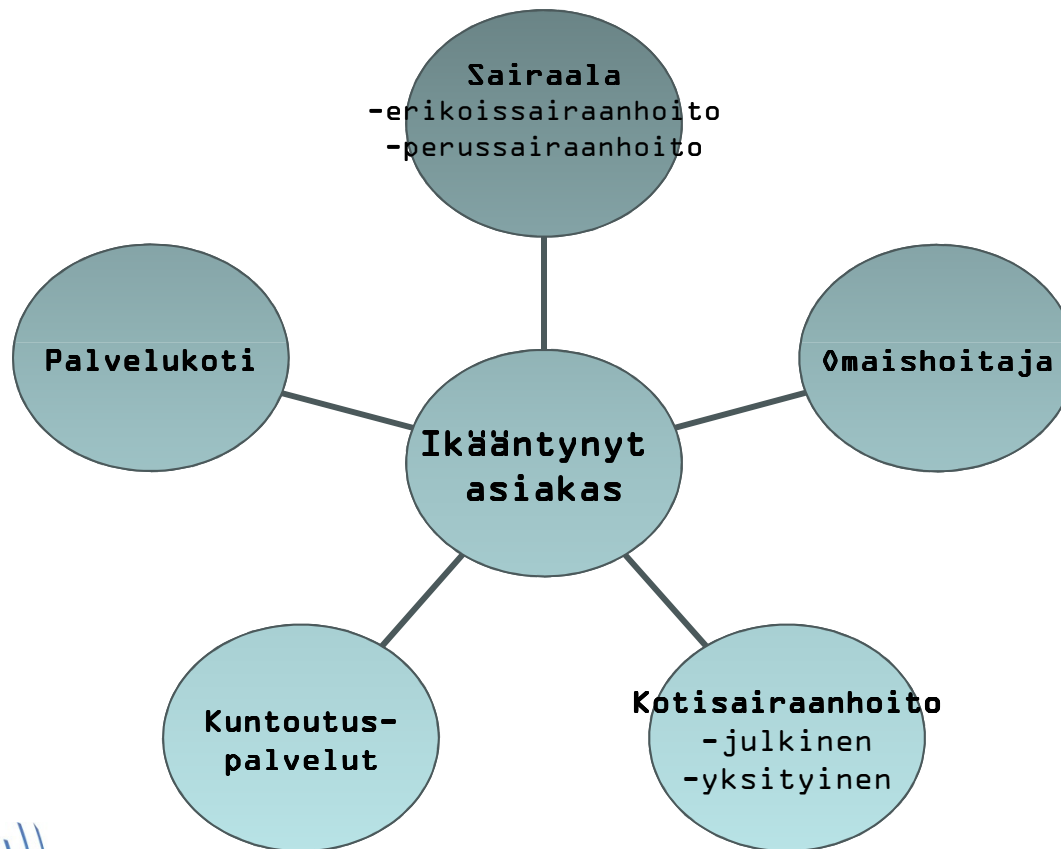 Sairaala
-erikoissairaanhoito
-perussairaanhoito
Palvelukoti
Omaishoitaja
Ikääntynyt
asiakas
Kuntoutus-
palvelut
Kotisairaanhoito
-julkinen
-yksityinen